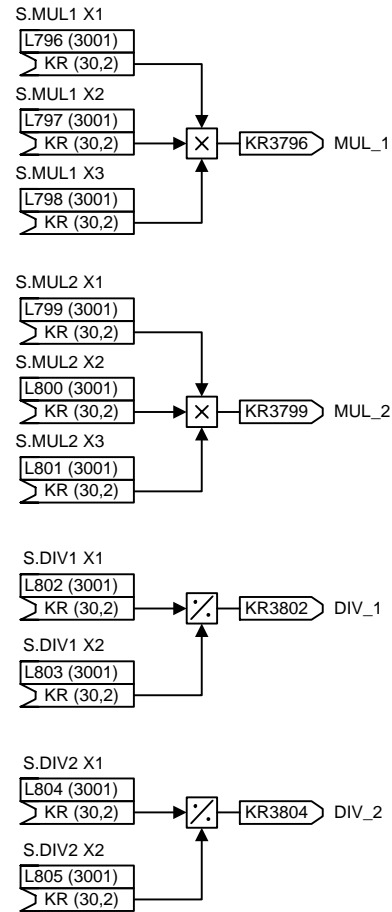 S.MUL1 X1
L796 (3001)
KR (30,2)
S.MUL1 X2
L797 (3001)
KR (30,2)
KR3796 MUL_1
S.MUL1 X3
L798 (3001)
KR (30,2)
S.MUL2 X1
L799 (3001)
KR (30,2)
S.MUL2 X2
L800 (3001)
KR (30,2)
KR3799 MUL_2
S.MUL2 X3
L801 (3001)
KR (30,2)
S.DIV1 X1
L802 (3001)
KR (30,2)
KR3802 DIV_1
S.DIV1 X2
L803 (3001)
KR (30,2)
S.DIV2 X1
L804 (3001)
KR (30,2)
KR3804 DIV_2
S.DIV2 X2
L805 (3001)
KR (30,2)